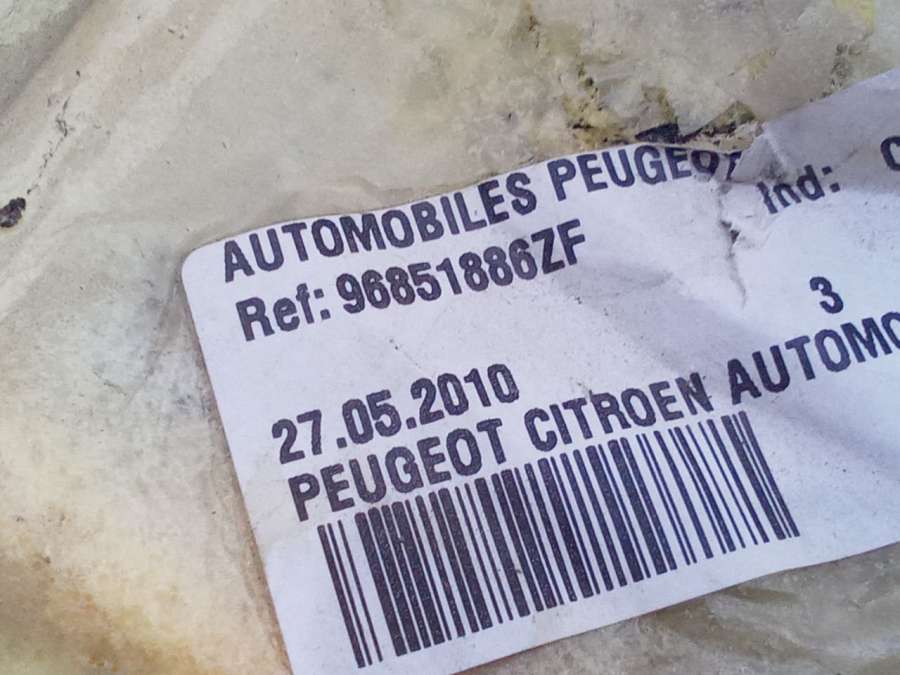 AUTOMOBILES PEUGEOT
Ind:
Ref: 96851886ZF
3
27.05.2010
PEUGEOT CITROEN